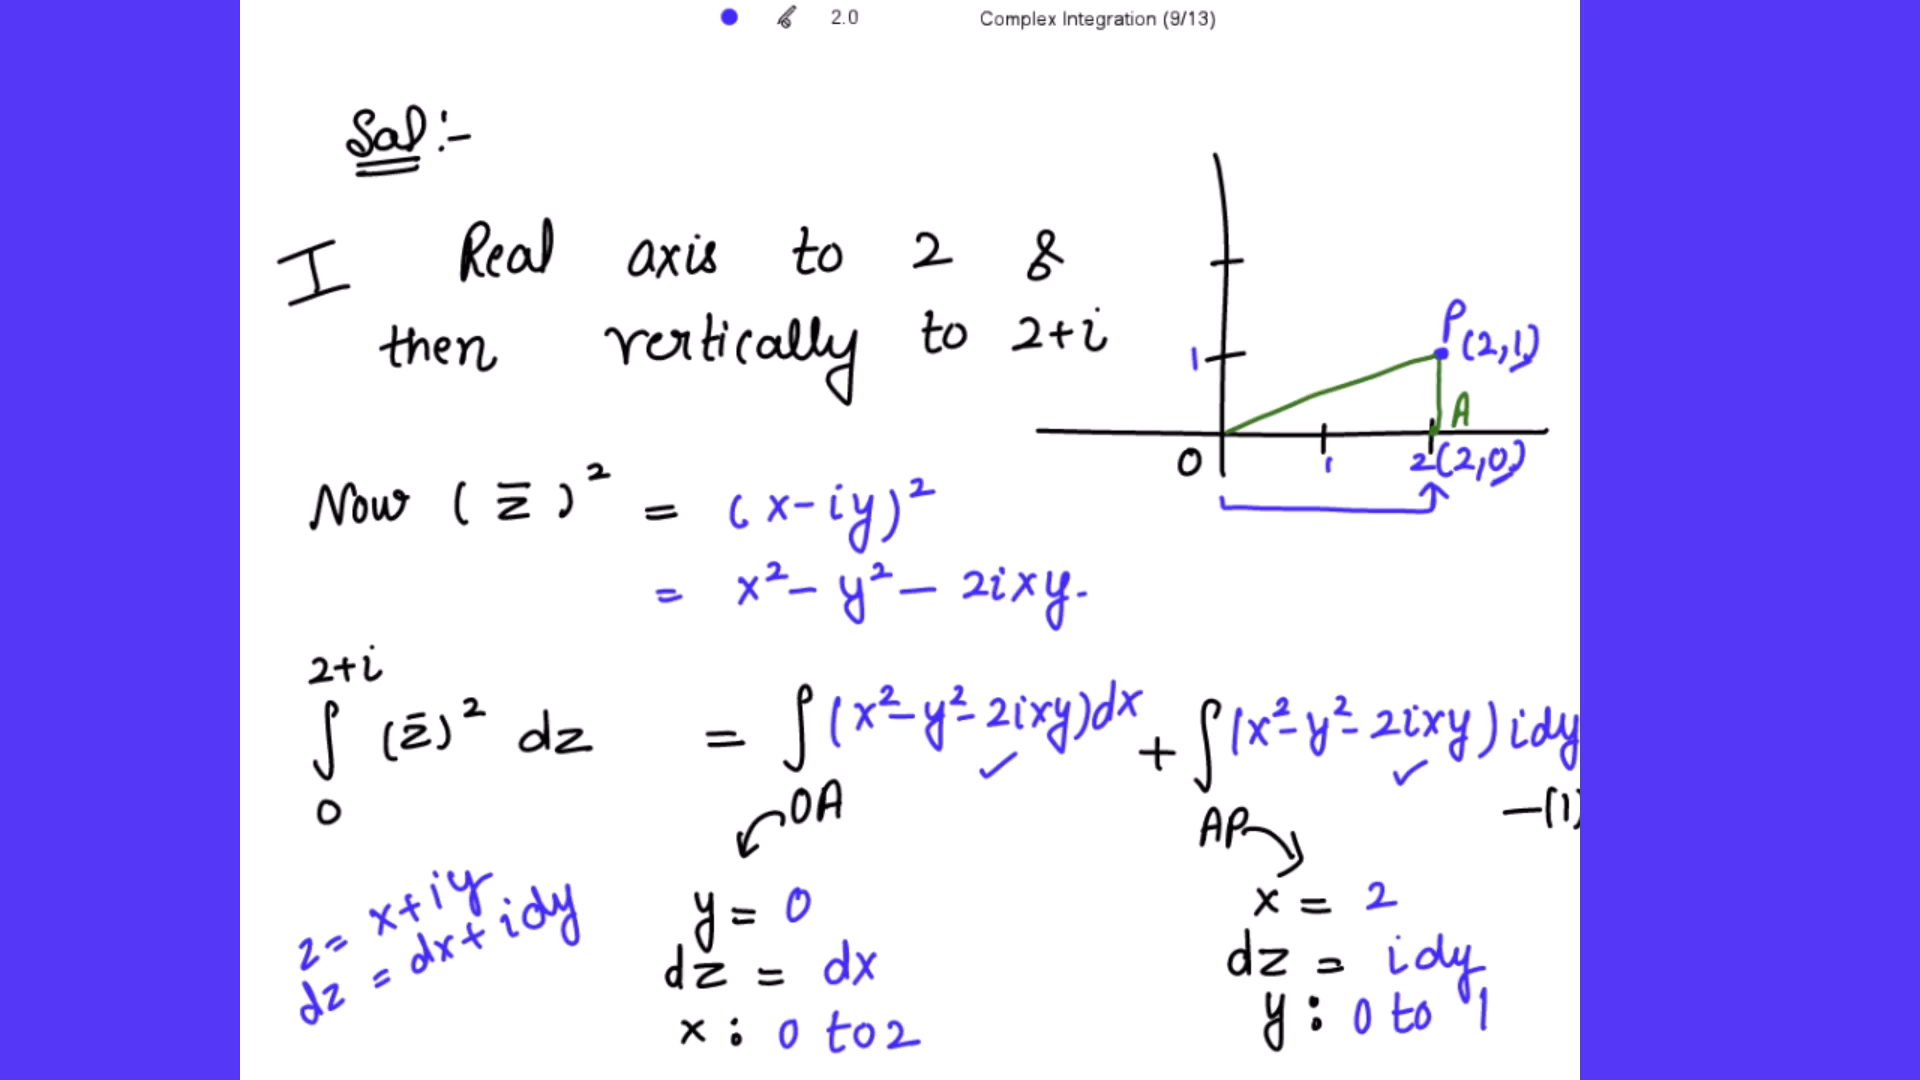 2.0 Complex Integration (9/13)
Sol:-
I Real axis to 2 &
then vertically to 2+i
1
P(2,1)
A
0 1 2(2,0)
Now (z̅)² = (x-iy)²
= x²- y²- 2ixy.
2+i
∫ (z̅)² dz = ∫(x²-y²-2ixy)dx + ∫(x²-y²-2ixy)idy
0 OA AP -(1)
z = x+iy
dz = dx+idy
y = 0
dz = dx
x : 0 to 2
x = 2
dz = idy
y : 0 to 1